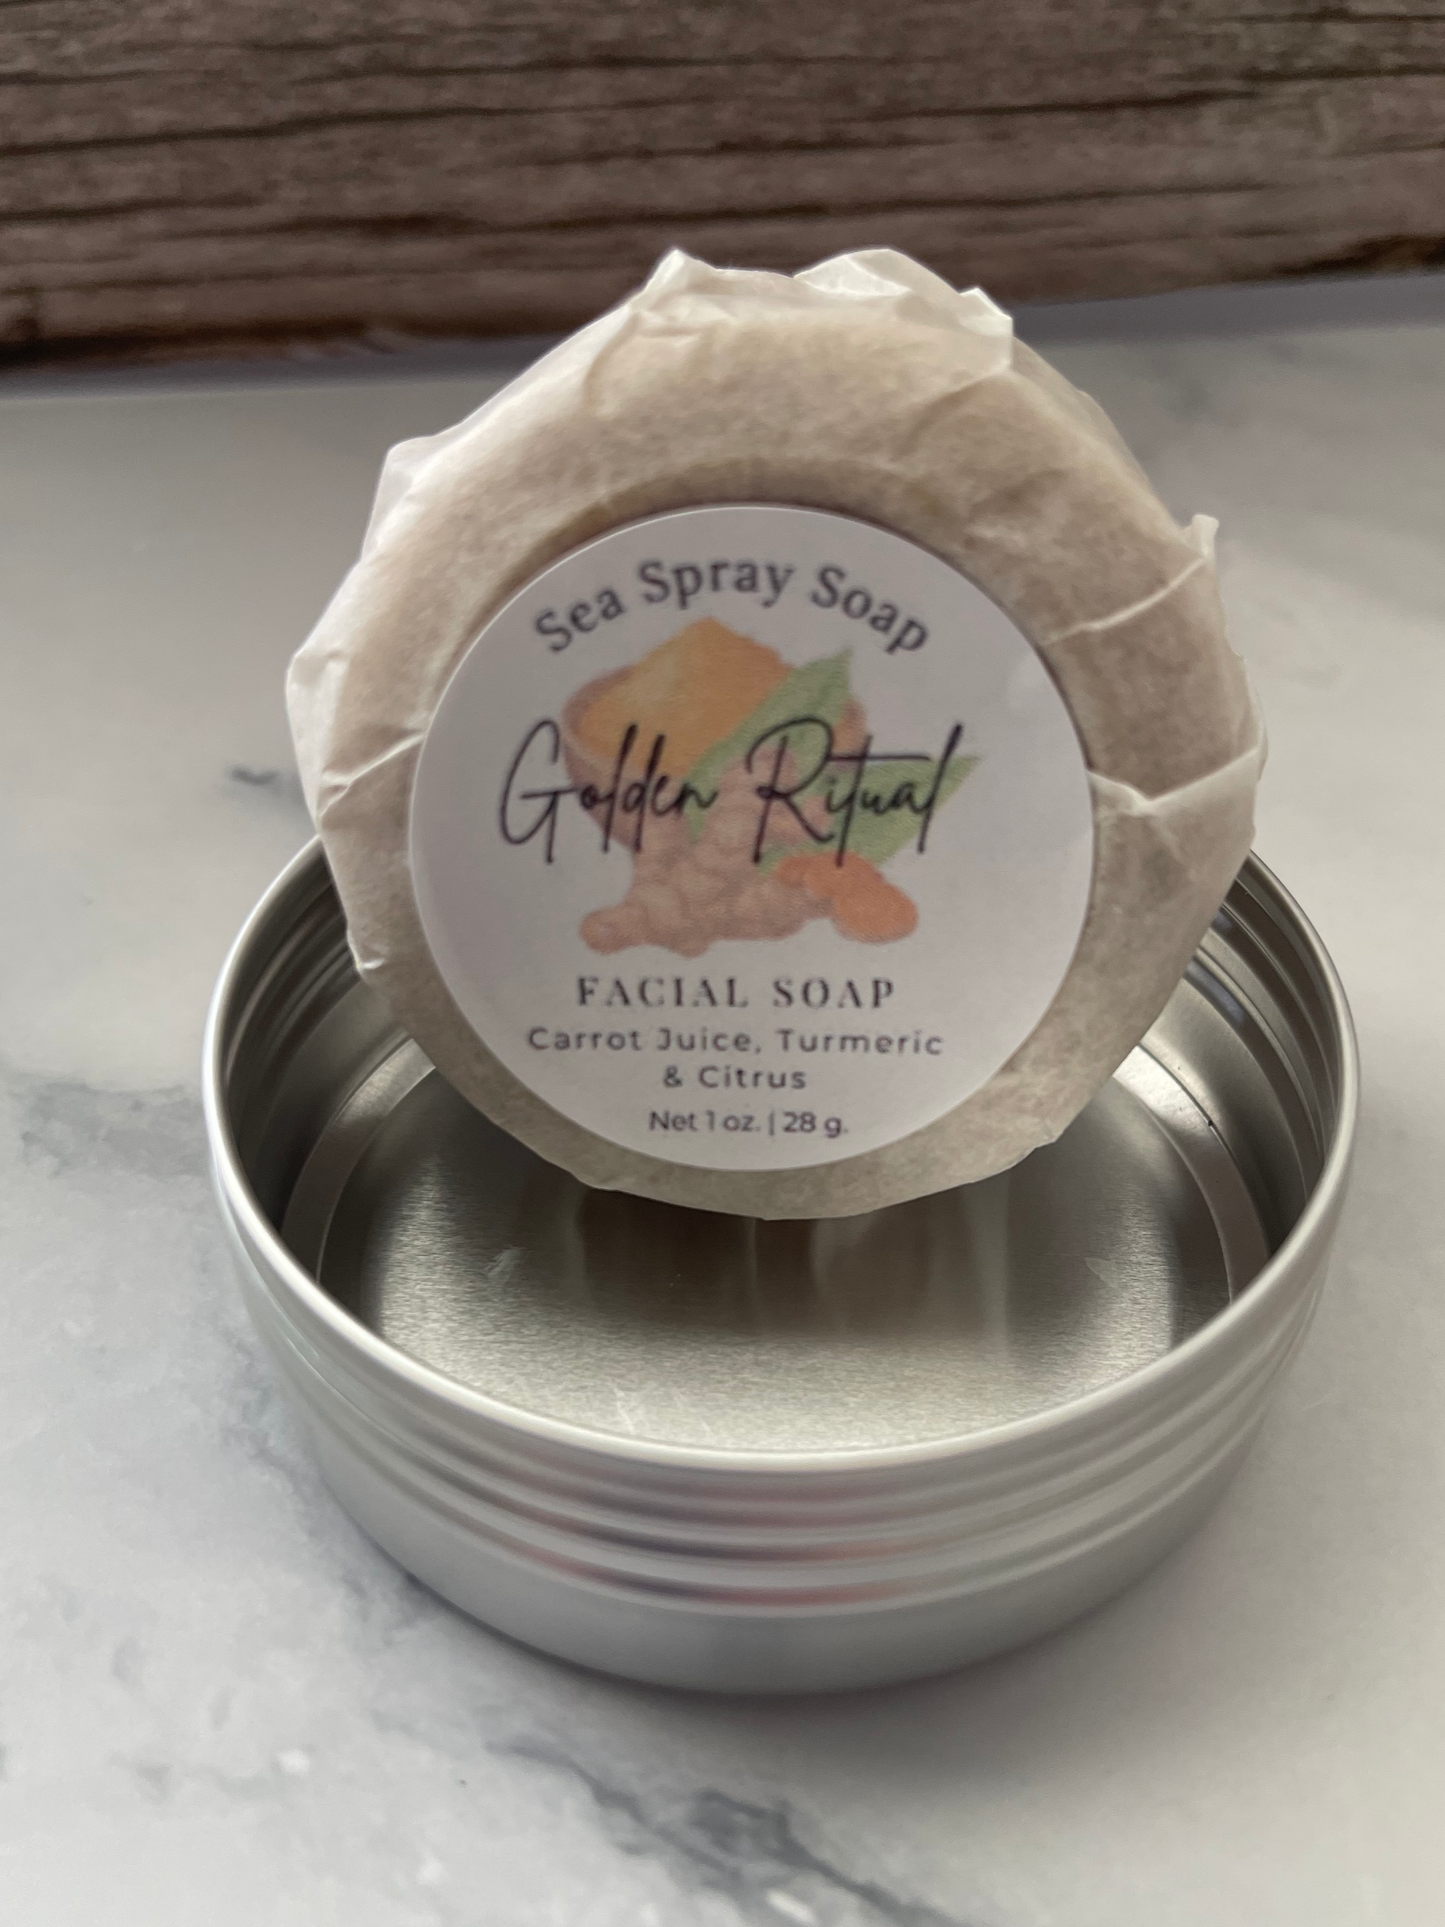 Sea Spray Soap
Golden Ritual
FACIAL SOAP
Carrot Juice, Turmeric
& Citrus
Net 1 oz. | 28 g.